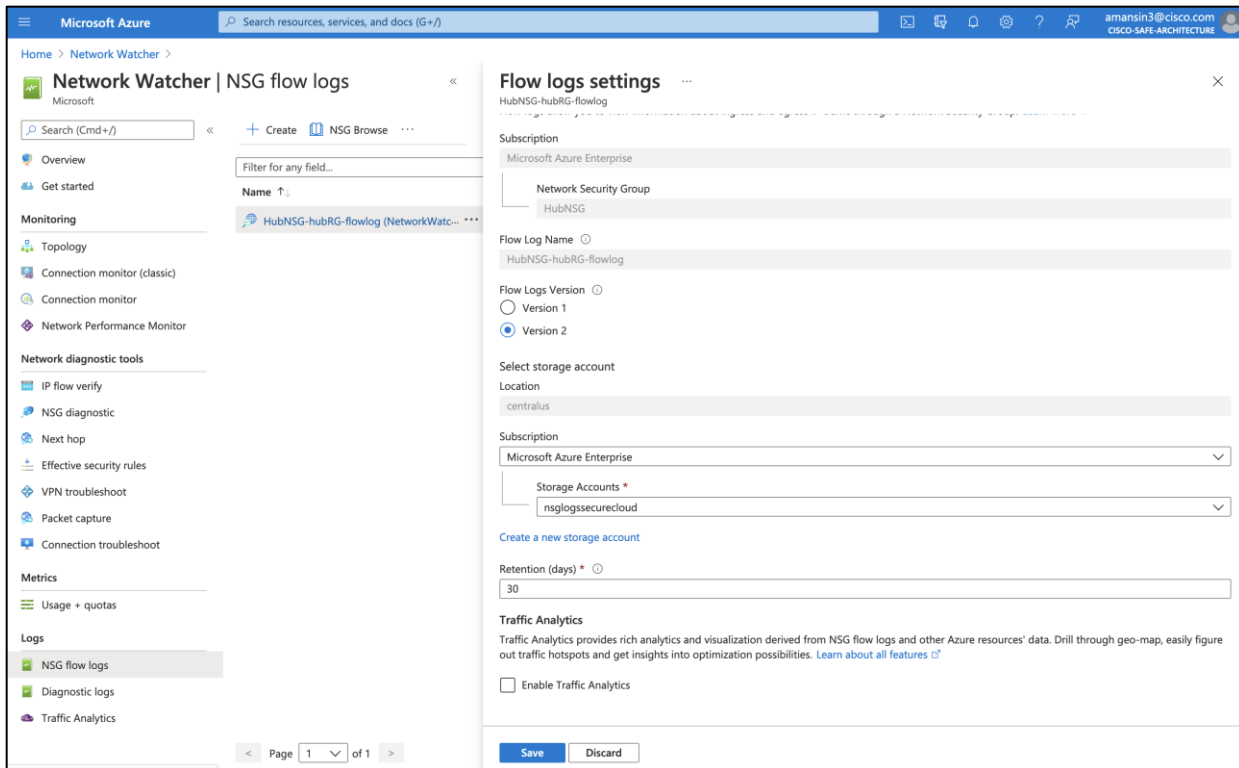 Microsoft Azure
Search resources, services, and docs (G+/)
amansin3@cisco.com
CISCO-SAFE-ARCHITECTURE
Home > Network Watcher >
Network Watcher | NSG flow logs
Microsoft
Search (Cmd+/)
Overview
Get started
Monitoring
Topology
Connection monitor (classic)
Connection monitor
Network Performance Monitor
Network diagnostic tools
IP flow verify
NSG diagnostic
Next hop
Effective security rules
VPN troubleshoot
Packet capture
Connection troubleshoot
Metrics
Usage + quotas
Logs
NSG flow logs
Diagnostic logs
Traffic Analytics
+ Create NSG Browse ...
Filter for any field...
Name ↑↓
HubNSG-hubRG-flowlog (NetworkWatc... ...
< Page 1 of 1 >
Flow logs settings ...
HubNSG-hubRG-flowlog
Subscription
Microsoft Azure Enterprise
Network Security Group
HubNSG
Flow Log Name
HubNSG-hubRG-flowlog
Flow Logs Version
Version 1
Version 2
Select storage account
Location
centralus
Subscription
Microsoft Azure Enterprise
Storage Accounts *
nsglogssecurecloud
Create a new storage account
Retention (days) *
30
Traffic Analytics
Traffic Analytics provides rich analytics and visualization derived from NSG flow logs and other Azure resources' data. Drill through geo-map, easily figure
out traffic hotspots and get insights into optimization possibilities. Learn about all features
Enable Traffic Analytics
Save Discard